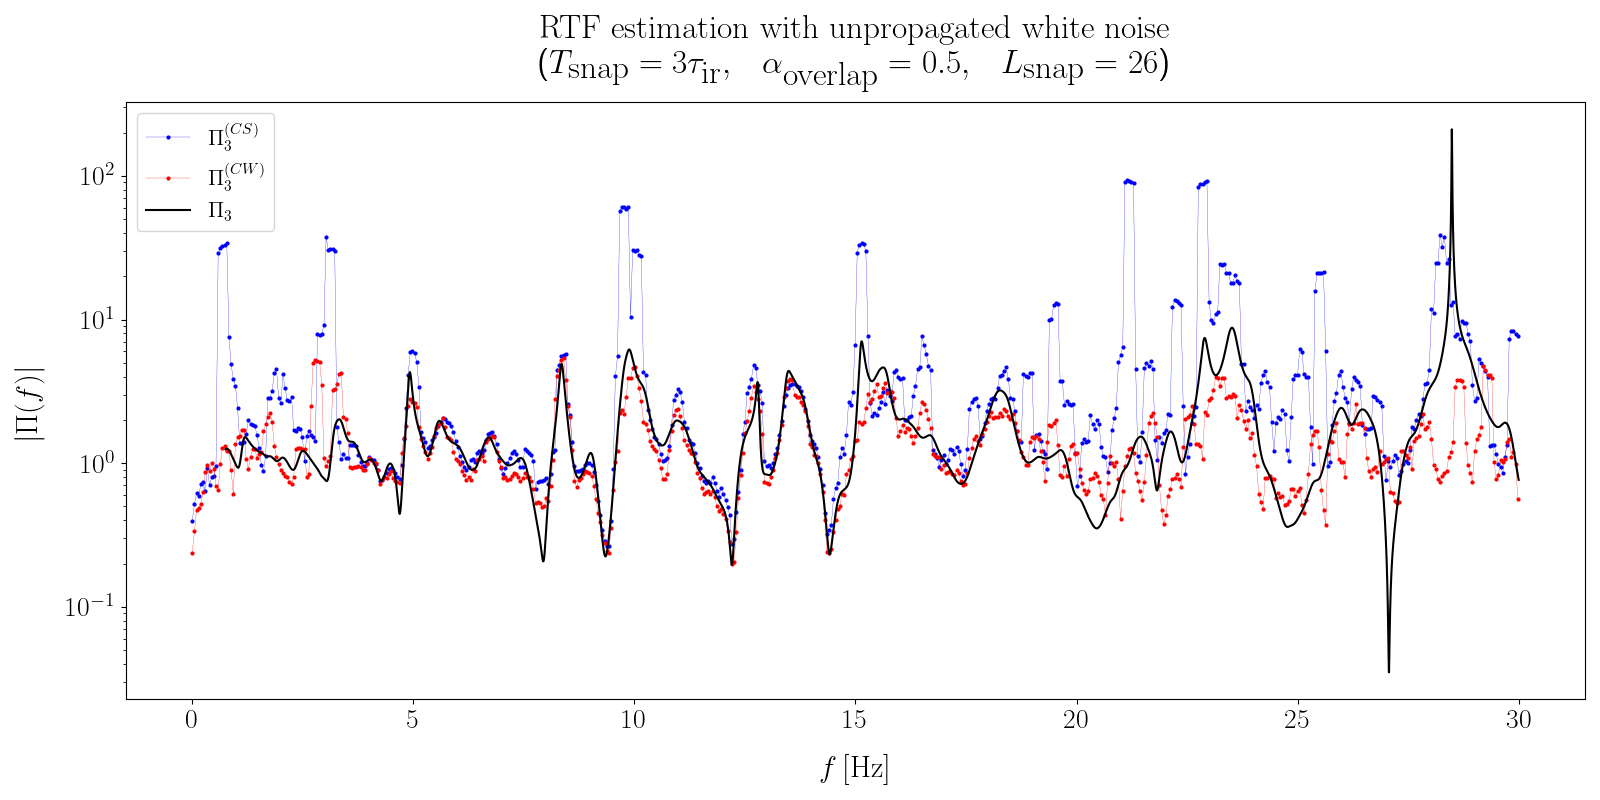 RTF estimation with unpropagated white noise
(T_snap = 3τ_ir, α_overlap = 0.5, L_snap = 26)
Π_3^(CS)
Π_3^(CW)
Π_3
|Π(f)|
10^2
10^1
10^0
10^−1
0 5 10 15 20 25 30
f [Hz]